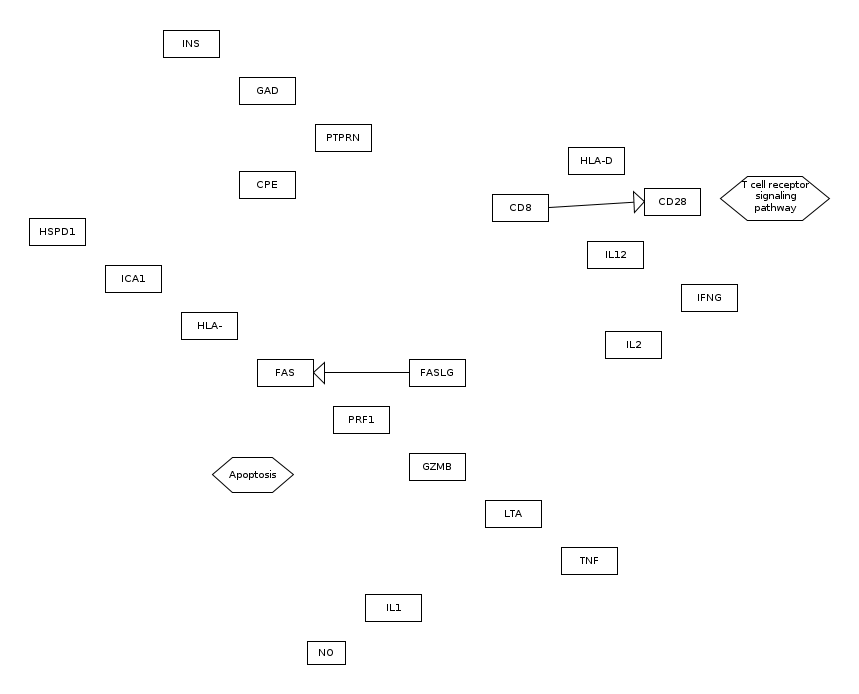 INS
GAD
PTPRN
HLA-D
CPE
T cell receptor
signaling
pathway
CD8
CD28
HSPD1
IL12
ICA1
IFNG
HLA-
IL2
FAS
FASLG
PRF1
GZMB
Apoptosis
LTA
TNF
IL1
NO